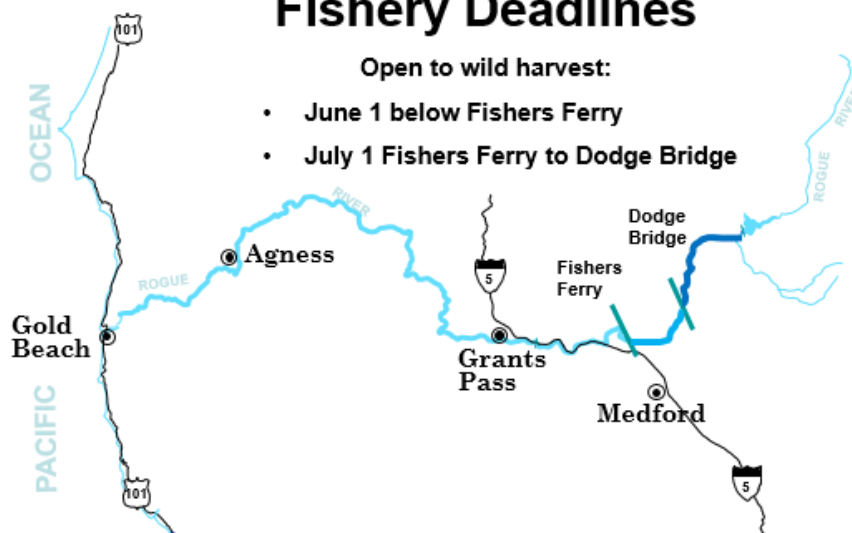 Fishery Deadlines
Open to wild harvest:
• June 1 below Fishers Ferry
• July 1 Fishers Ferry to Dodge Bridge
101
OCEAN
RIVER
ROGUE
RIVER
Dodge
Bridge
Agness
5
Fishers
Ferry
ROGUE
Gold
Beach
Grants
Pass
Medford
PACIFIC
101
5